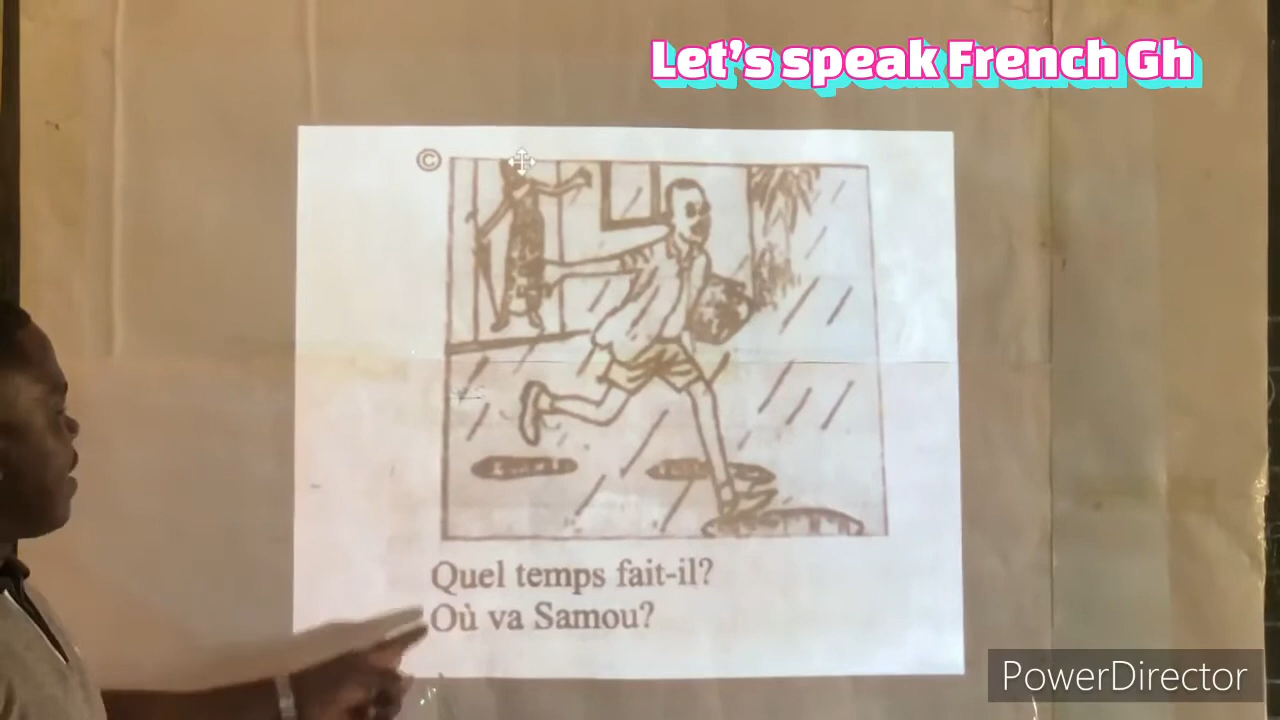 Let's speak French Gh
©
Quel temps fait-il?
Où va Samou?
PowerDirector